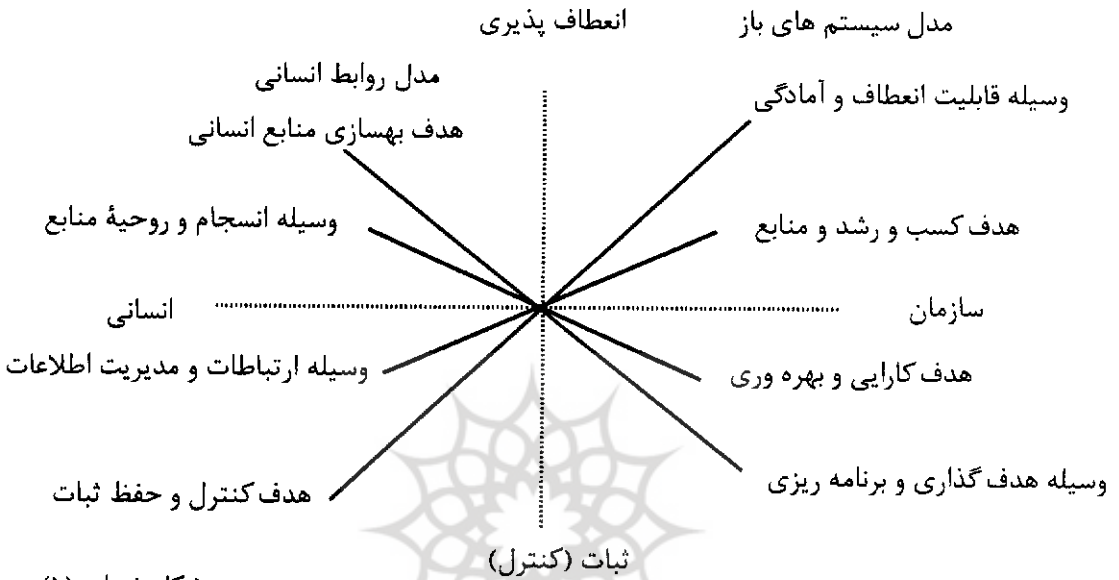 مدل سیستم های باز
انعطاف پذیری
مدل روابط انسانی
وسیله قابلیت انعطاف و آمادگی
هدف بهسازی منابع انسانی
هدف کسب و رشد و منابع
وسیله انسجام و روحیهٔ منابع
سازمان
انسانی
هدف کارایی و بهره وری
وسیله ارتباطات و مدیریت اطلاعات
وسیله هدف گذاری و برنامه ریزی
هدف کنترل و حفظ ثبات
ثبات (کنترل)